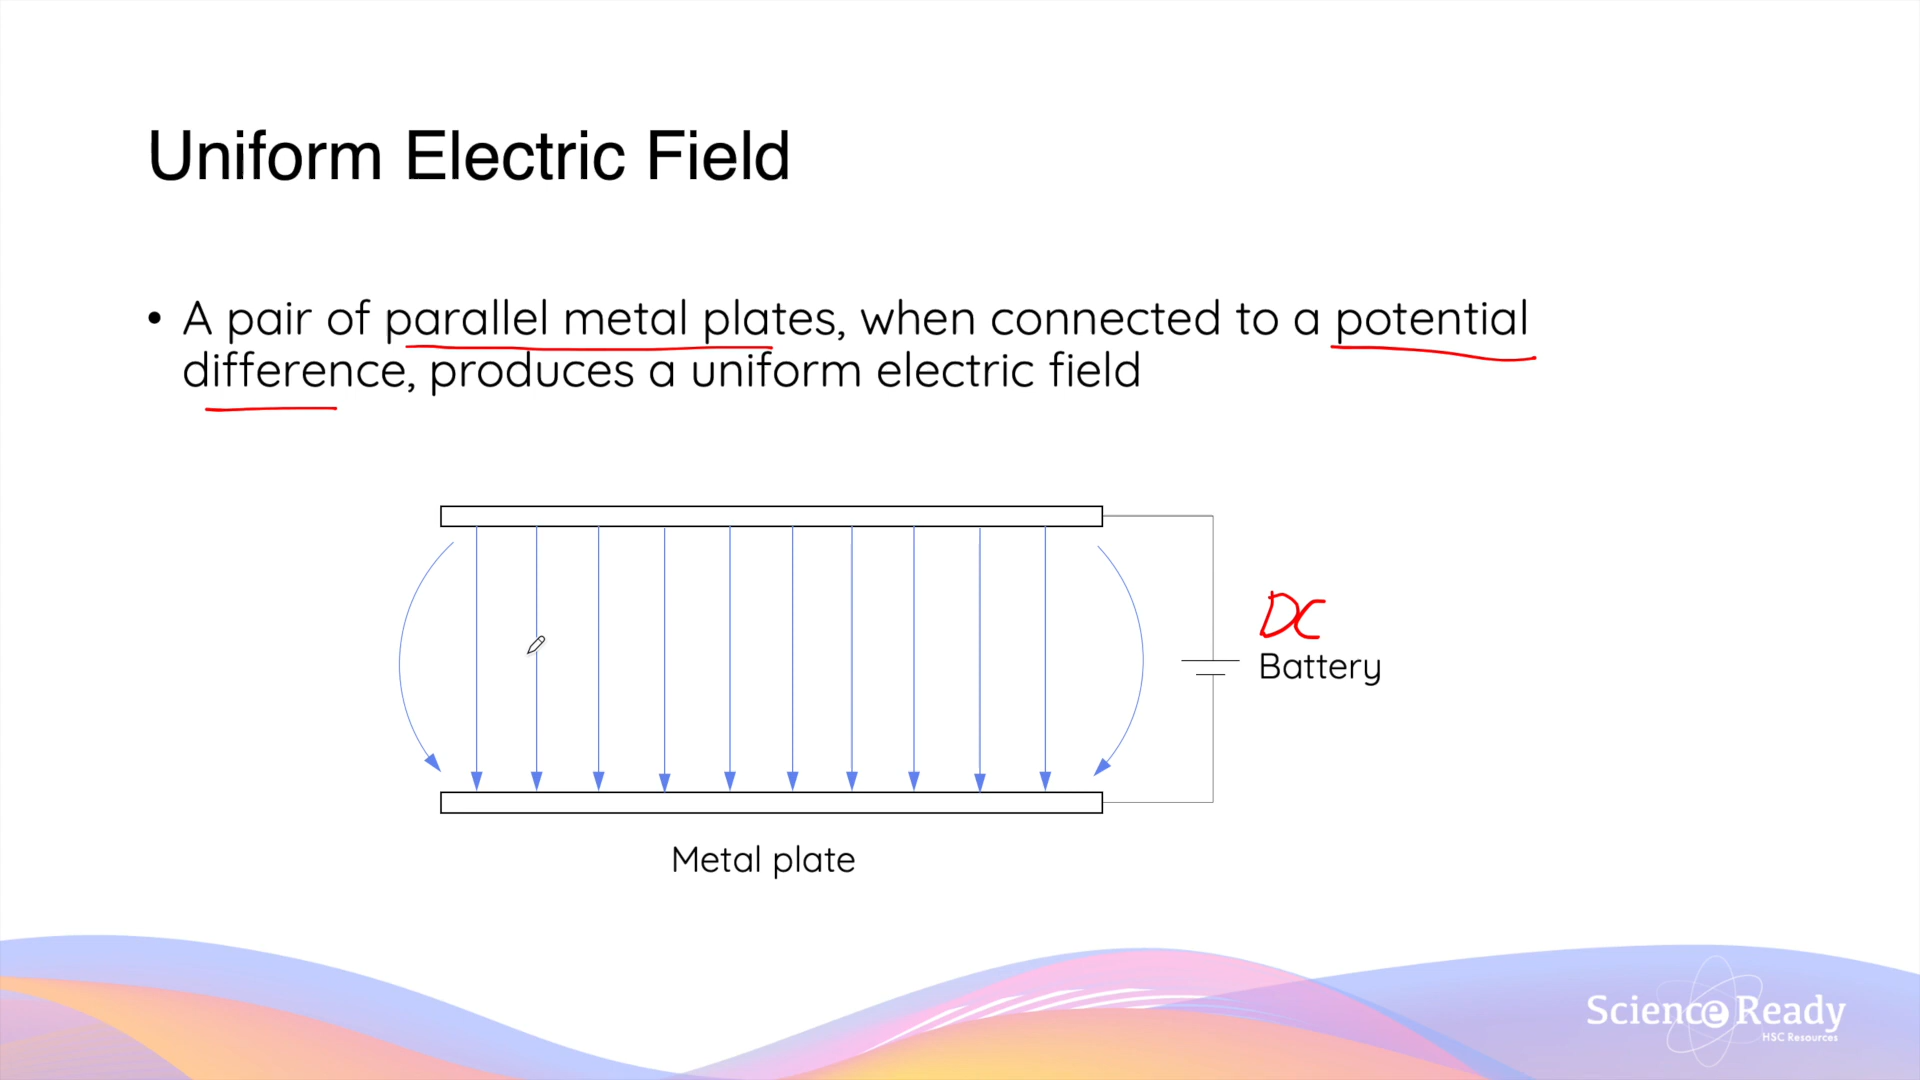 Uniform Electric Field
• A pair of parallel metal plates, when connected to a potential
difference, produces a uniform electric field
DC
Battery
Metal plate
Science Ready
HSC Resources